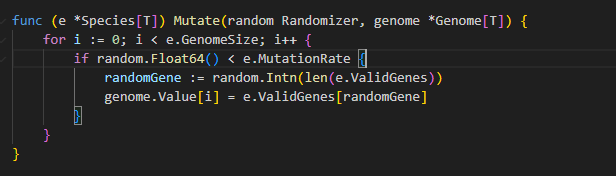 func (e *Species[T]) Mutate(random Randomizer, genome *Genome[T]) {
    for i := 0; i < e.GenomeSize; i++ {
        if random.Float64() < e.MutationRate {
            randomGene := random.Intn(len(e.ValidGenes))
            genome.Value[i] = e.ValidGenes[randomGene]
        }
    }
}